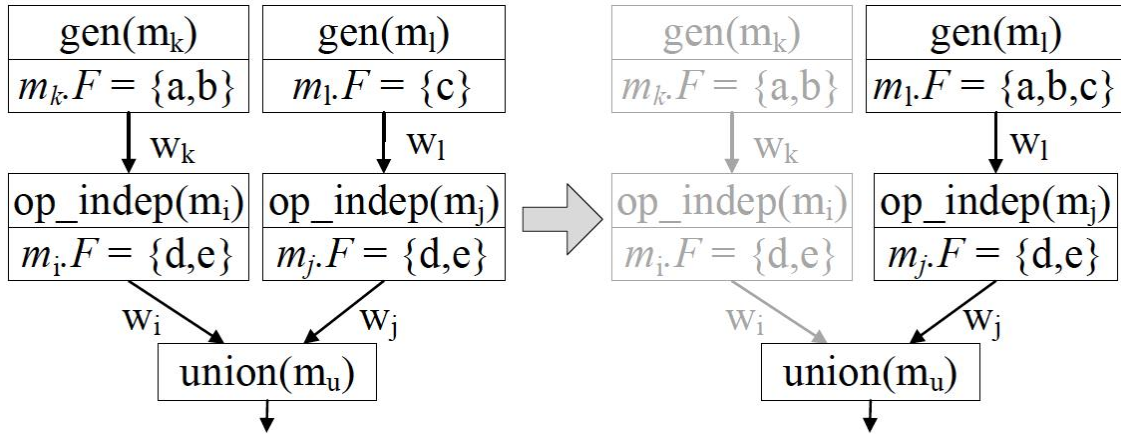 gen(mk)
mk.F = {a,b}
wk
op_indep(mi)
mi.F = {d,e}
wi
gen(ml)
ml.F = {c}
wl
op_indep(mj)
mj.F = {d,e}
wj
union(mu)
gen(mk)
mk.F = {a,b}
wk
op_indep(mi)
mi.F = {d,e}
wi
gen(ml)
ml.F = {a,b,c}
wl
op_indep(mj)
mj.F = {d,e}
wj
union(mu)